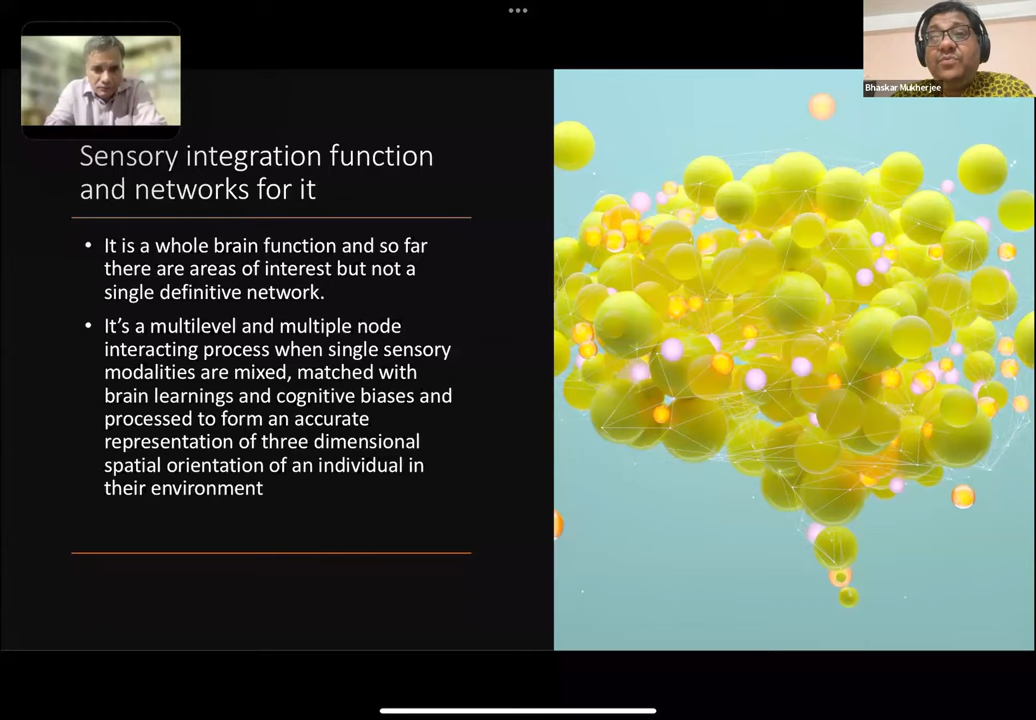 Bhaskar Mukherjee
Sensory integration function
and networks for it
• It is a whole brain function and so far
there are areas of interest but not a
single definitive network.
• It’s a multilevel and multiple node
interacting process when single sensory
modalities are mixed, matched with
brain learnings and cognitive biases and
processed to form an accurate
representation of three dimensional
spatial orientation of an individual in
their environment